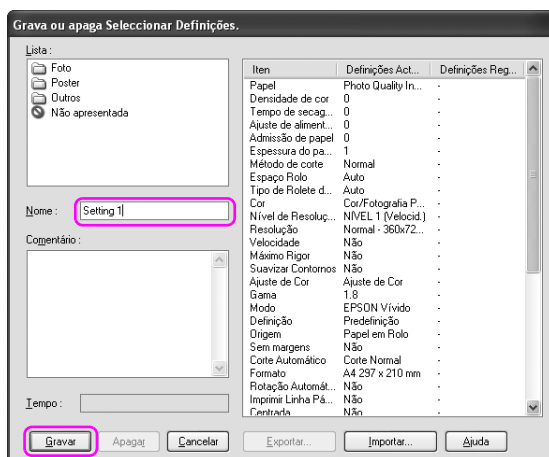 Grava ou apaga Seleccionar Definições.
Lista :
Foto
Poster
Outros
Não apresentada
Nome : Setting 1
Comentário :
Tempo :
Iten Definições Act... Definições Reg...
Papel Photo Quality In... -
Densidade de cor 0 -
Tempo de secag... 0 -
Ajuste de aliment... 0 -
Admissão de papel 0 -
Espessura do pa... 1 -
Método de corte Normal -
Espaço Rolo Auto -
Tipo de Rolete d... Auto -
Cor Cor/Fotografia P... -
Nível de Resoluç... NÍVEL 1 (Velocid.) -
Resolução Normal - 360x72... -
Velocidade Não -
Máximo Rigor Não -
Suavizar Contornos Não -
Ajuste de Cor Ajuste de Cor -
Gama 1.8 -
Modo EPSON Vívido -
Definição Predefinição -
Origem Papel em Rolo -
Sem margens Não -
Corte Automático Corte Normal -
Formato A4 297 x 210 mm -
Rotação Automát... Não -
Imprimir Linha Pá... Não -
Centrada Não -
Gravar Apagar Cancelar Exportar... Importar... Ajuda